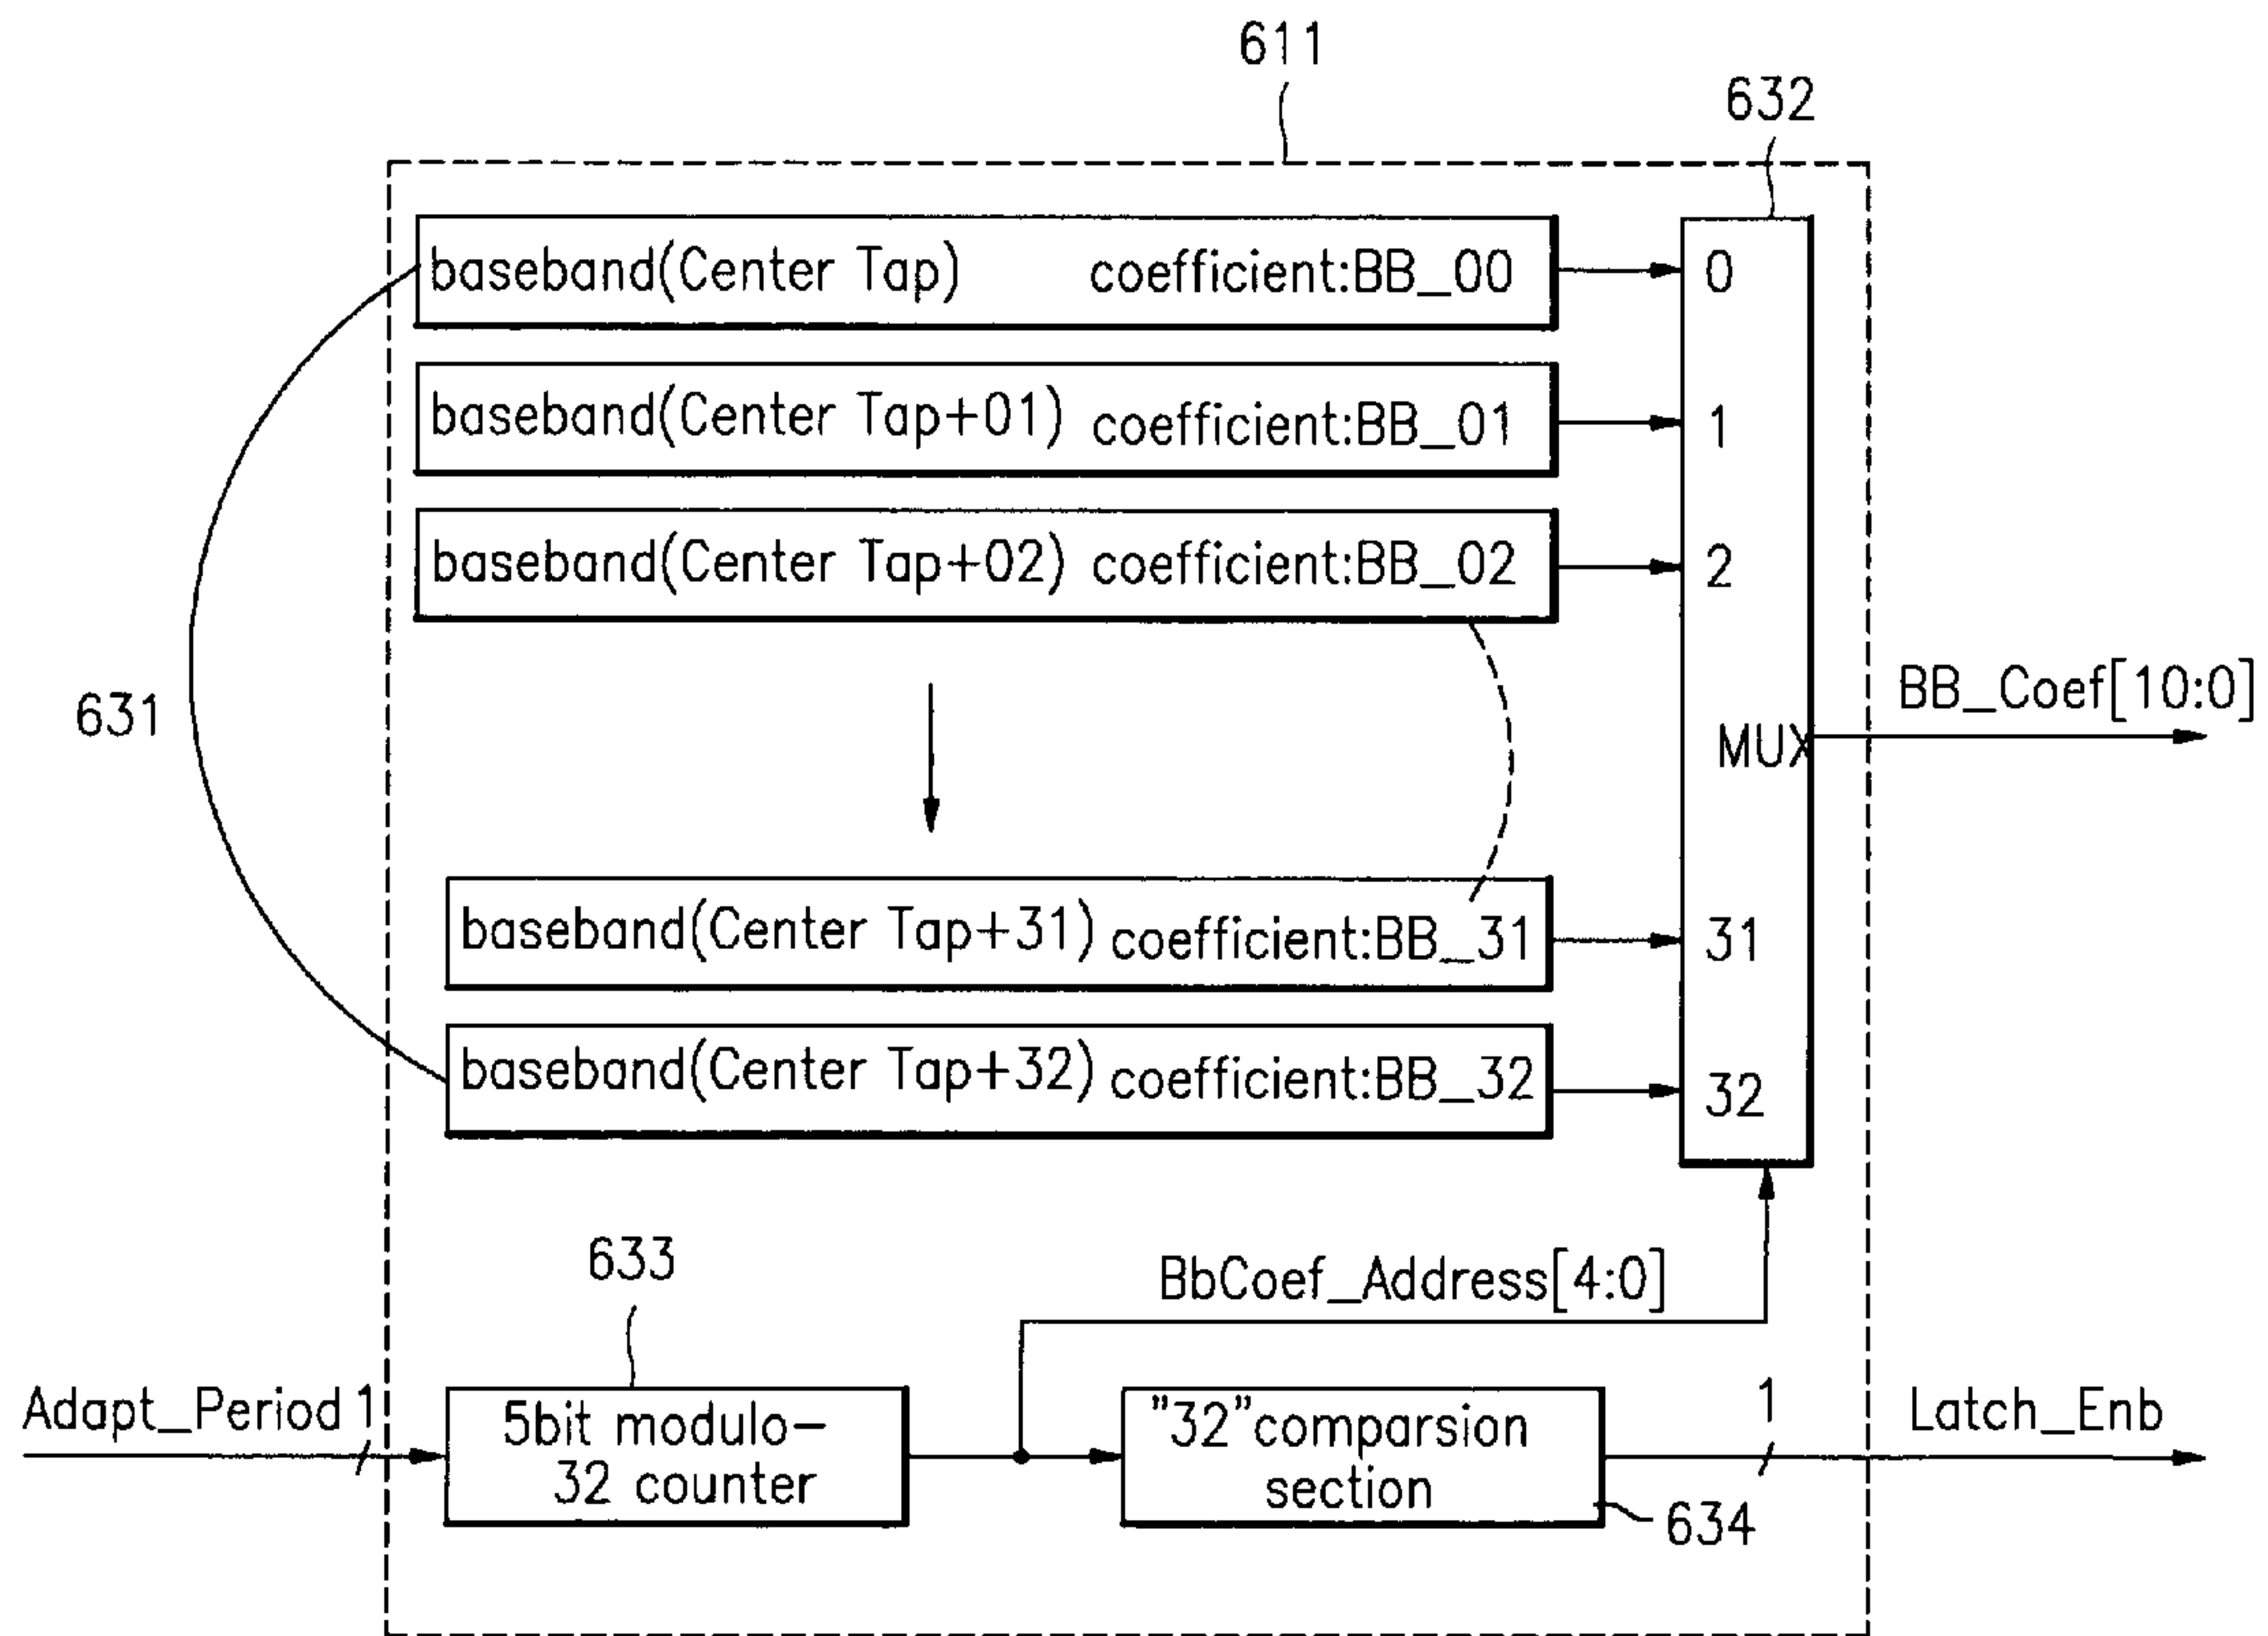 611
632
baseband(Center Tap) coefficient:BB_00
0
baseband(Center Tap+01) coefficient:BB_01
1
baseband(Center Tap+02) coefficient:BB_02
2
631
BB_Coef[10:0]
MUX
baseband(Center Tap+31) coefficient:BB_31
31
baseband(Center Tap+32) coefficient:BB_32
32
633
BbCoef_Address[4:0]
Adapt_Period 1
5bit modulo-
32 counter
"32"comparsion
section
1
Latch_Enb
634